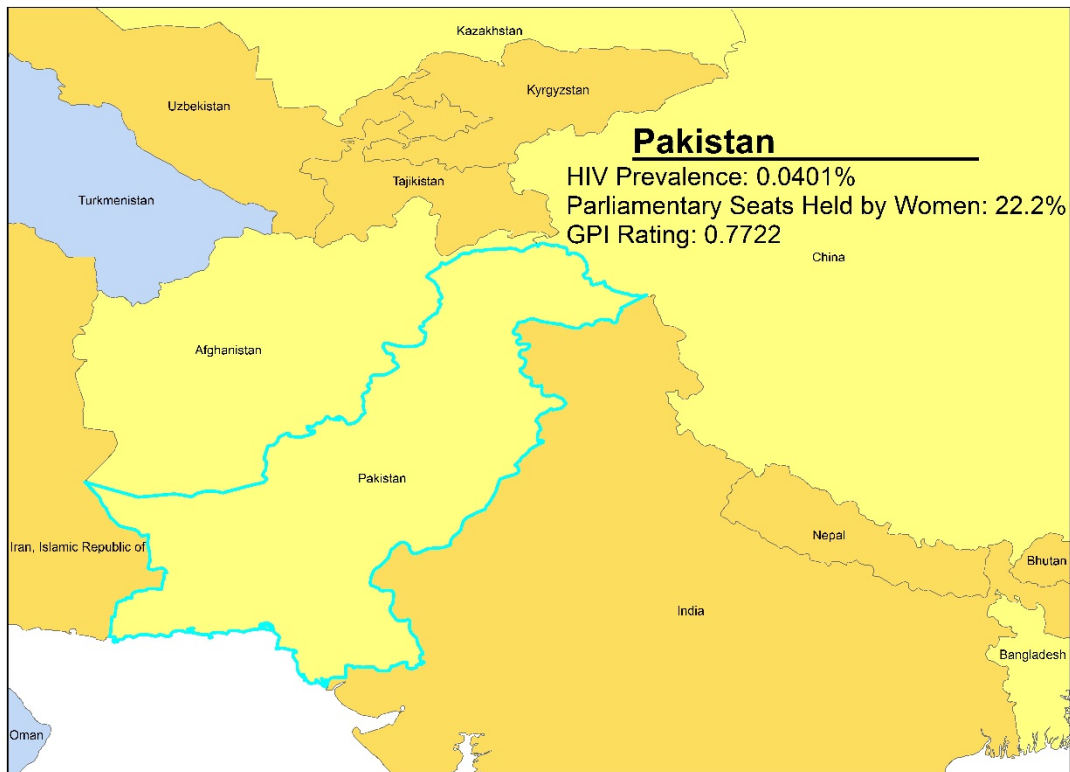 Kazakhstan
Uzbekistan
Kyrgyzstan
Pakistan
HIV Prevalence: 0.0401%
Parliamentary Seats Held by Women: 22.2%
GPI Rating: 0.7722
Tajikistan
Turkmenistan
China
Afghanistan
Pakistan
Nepal
Iran, Islamic Republic of
Bhutan
India
Bangladesh
Oman